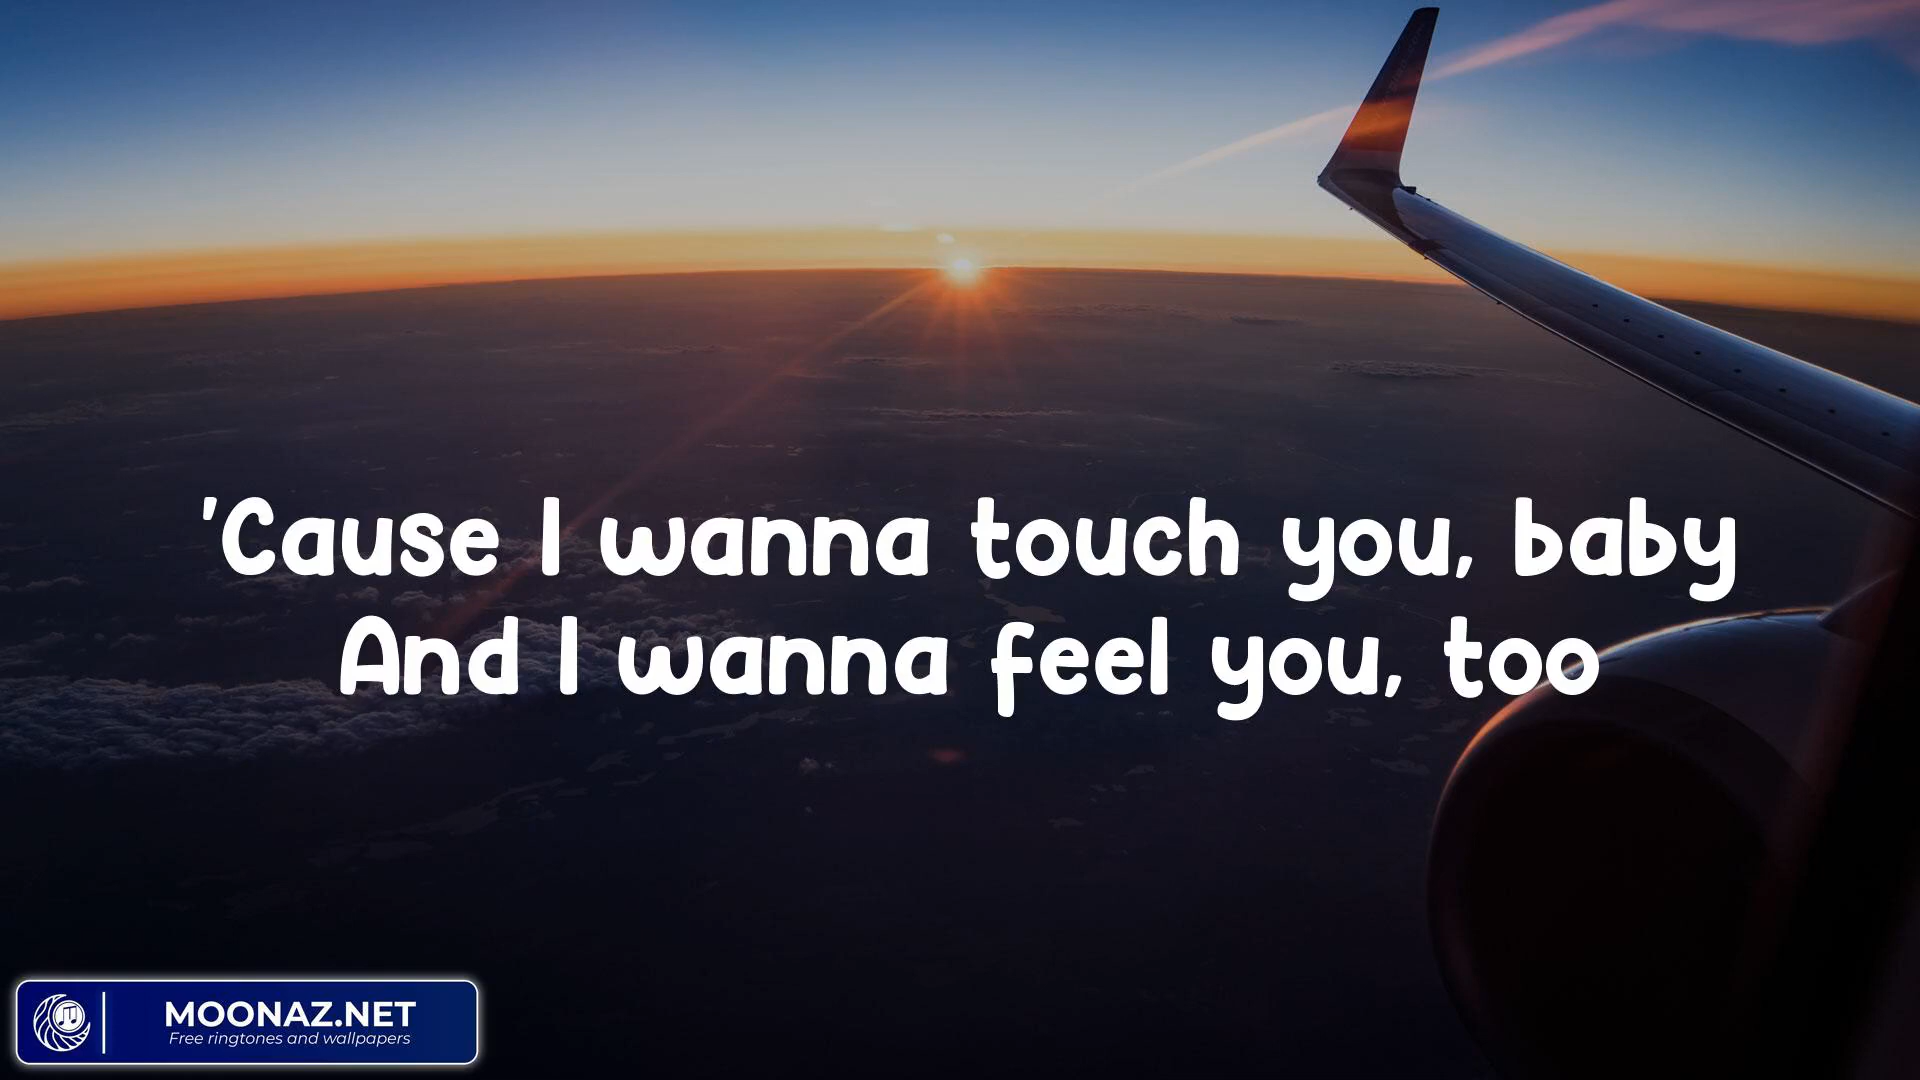 'Cause I wanna touch you, baby
And I wanna feel you, too
MOONAZ.NET
Free ringtones and wallpapers